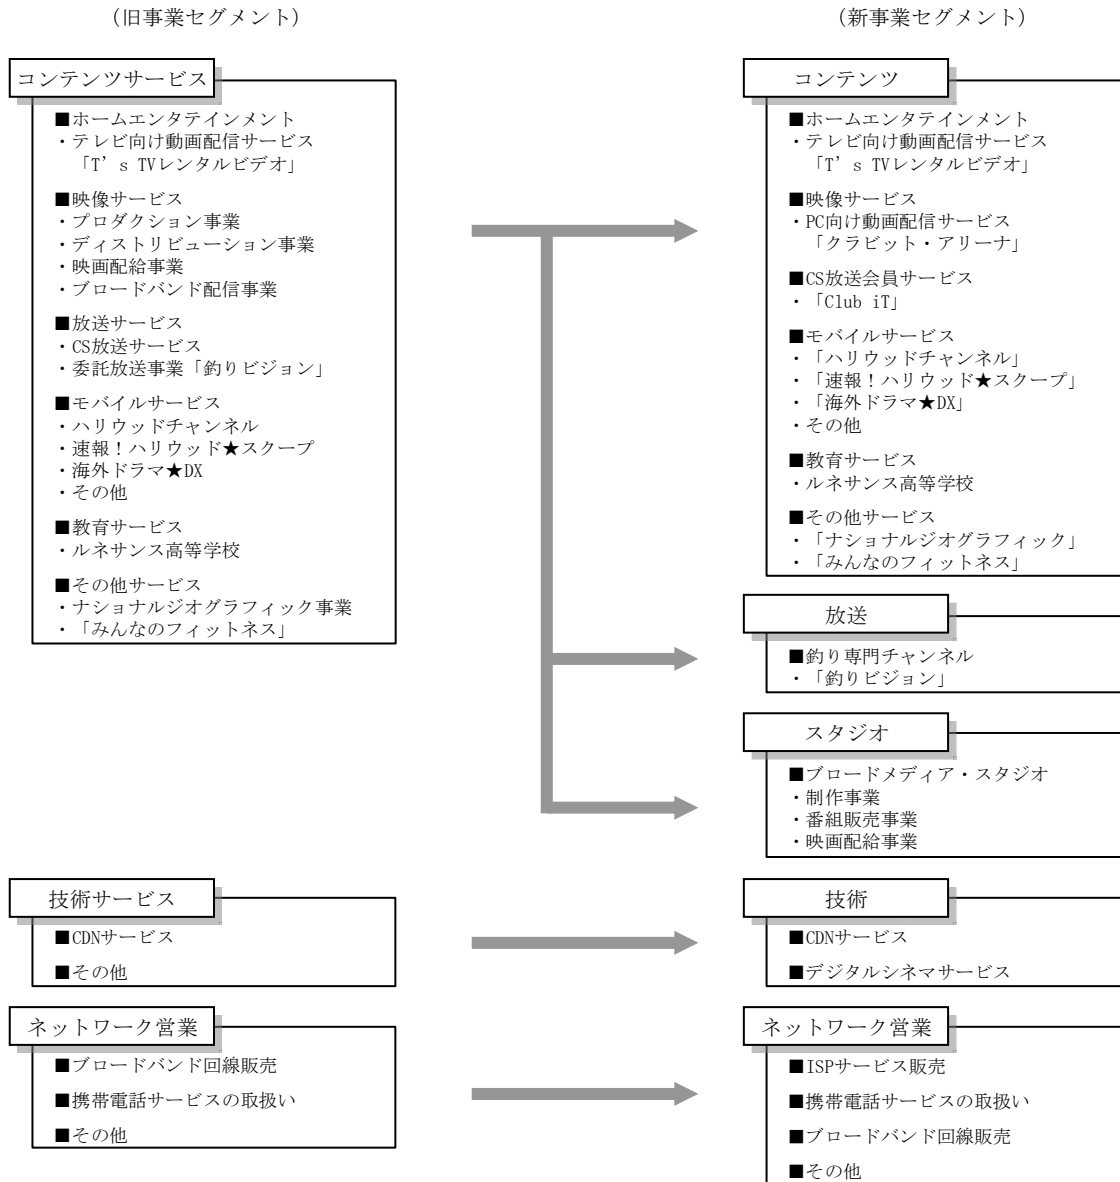 （旧事業セグメント）
コンテンツサービス
■ホームエンタテインメント
・テレビ向け動画配信サービス
「T’s TVレンタルビデオ」
■映像サービス
・プロダクション事業
・ディストリビューション事業
・映画配給事業
・ブロードバンド配信事業
■放送サービス
・CS放送サービス
・委託放送事業「釣りビジョン」
■モバイルサービス
・ハリウッドチャンネル
・速報！ハリウッド★スクープ
・海外ドラマ★DX
・その他
■教育サービス
・ルネサンス高等学校
■その他サービス
・ナショナルジオグラフィック事業
・「みんなのフィットネス」
技術サービス
■CDNサービス
■その他
ネットワーク営業
■ブロードバンド回線販売
■携帯電話サービスの取扱い
■その他
（新事業セグメント）
コンテンツ
■ホームエンタテインメント
・テレビ向け動画配信サービス
「T’s TVレンタルビデオ」
■映像サービス
・PC向け動画配信サービス
「クラビット・アリーナ」
■CS放送会員サービス
・「Club iT」
■モバイルサービス
・「ハリウッドチャンネル」
・「速報！ハリウッド★スクープ」
・「海外ドラマ★DX」
・その他
■教育サービス
・ルネサンス高等学校
■その他サービス
・「ナショナルジオグラフィック」
・「みんなのフィットネス」
放送
■釣り専門チャンネル
・「釣りビジョン」
スタジオ
■ブロードメディア・スタジオ
・制作事業
・番組販売事業
・映画配給事業
技術
■CDNサービス
■デジタルシネマサービス
ネットワーク営業
■ISPサービス販売
■携帯電話サービスの取扱い
■ブロードバンド回線販売
■その他